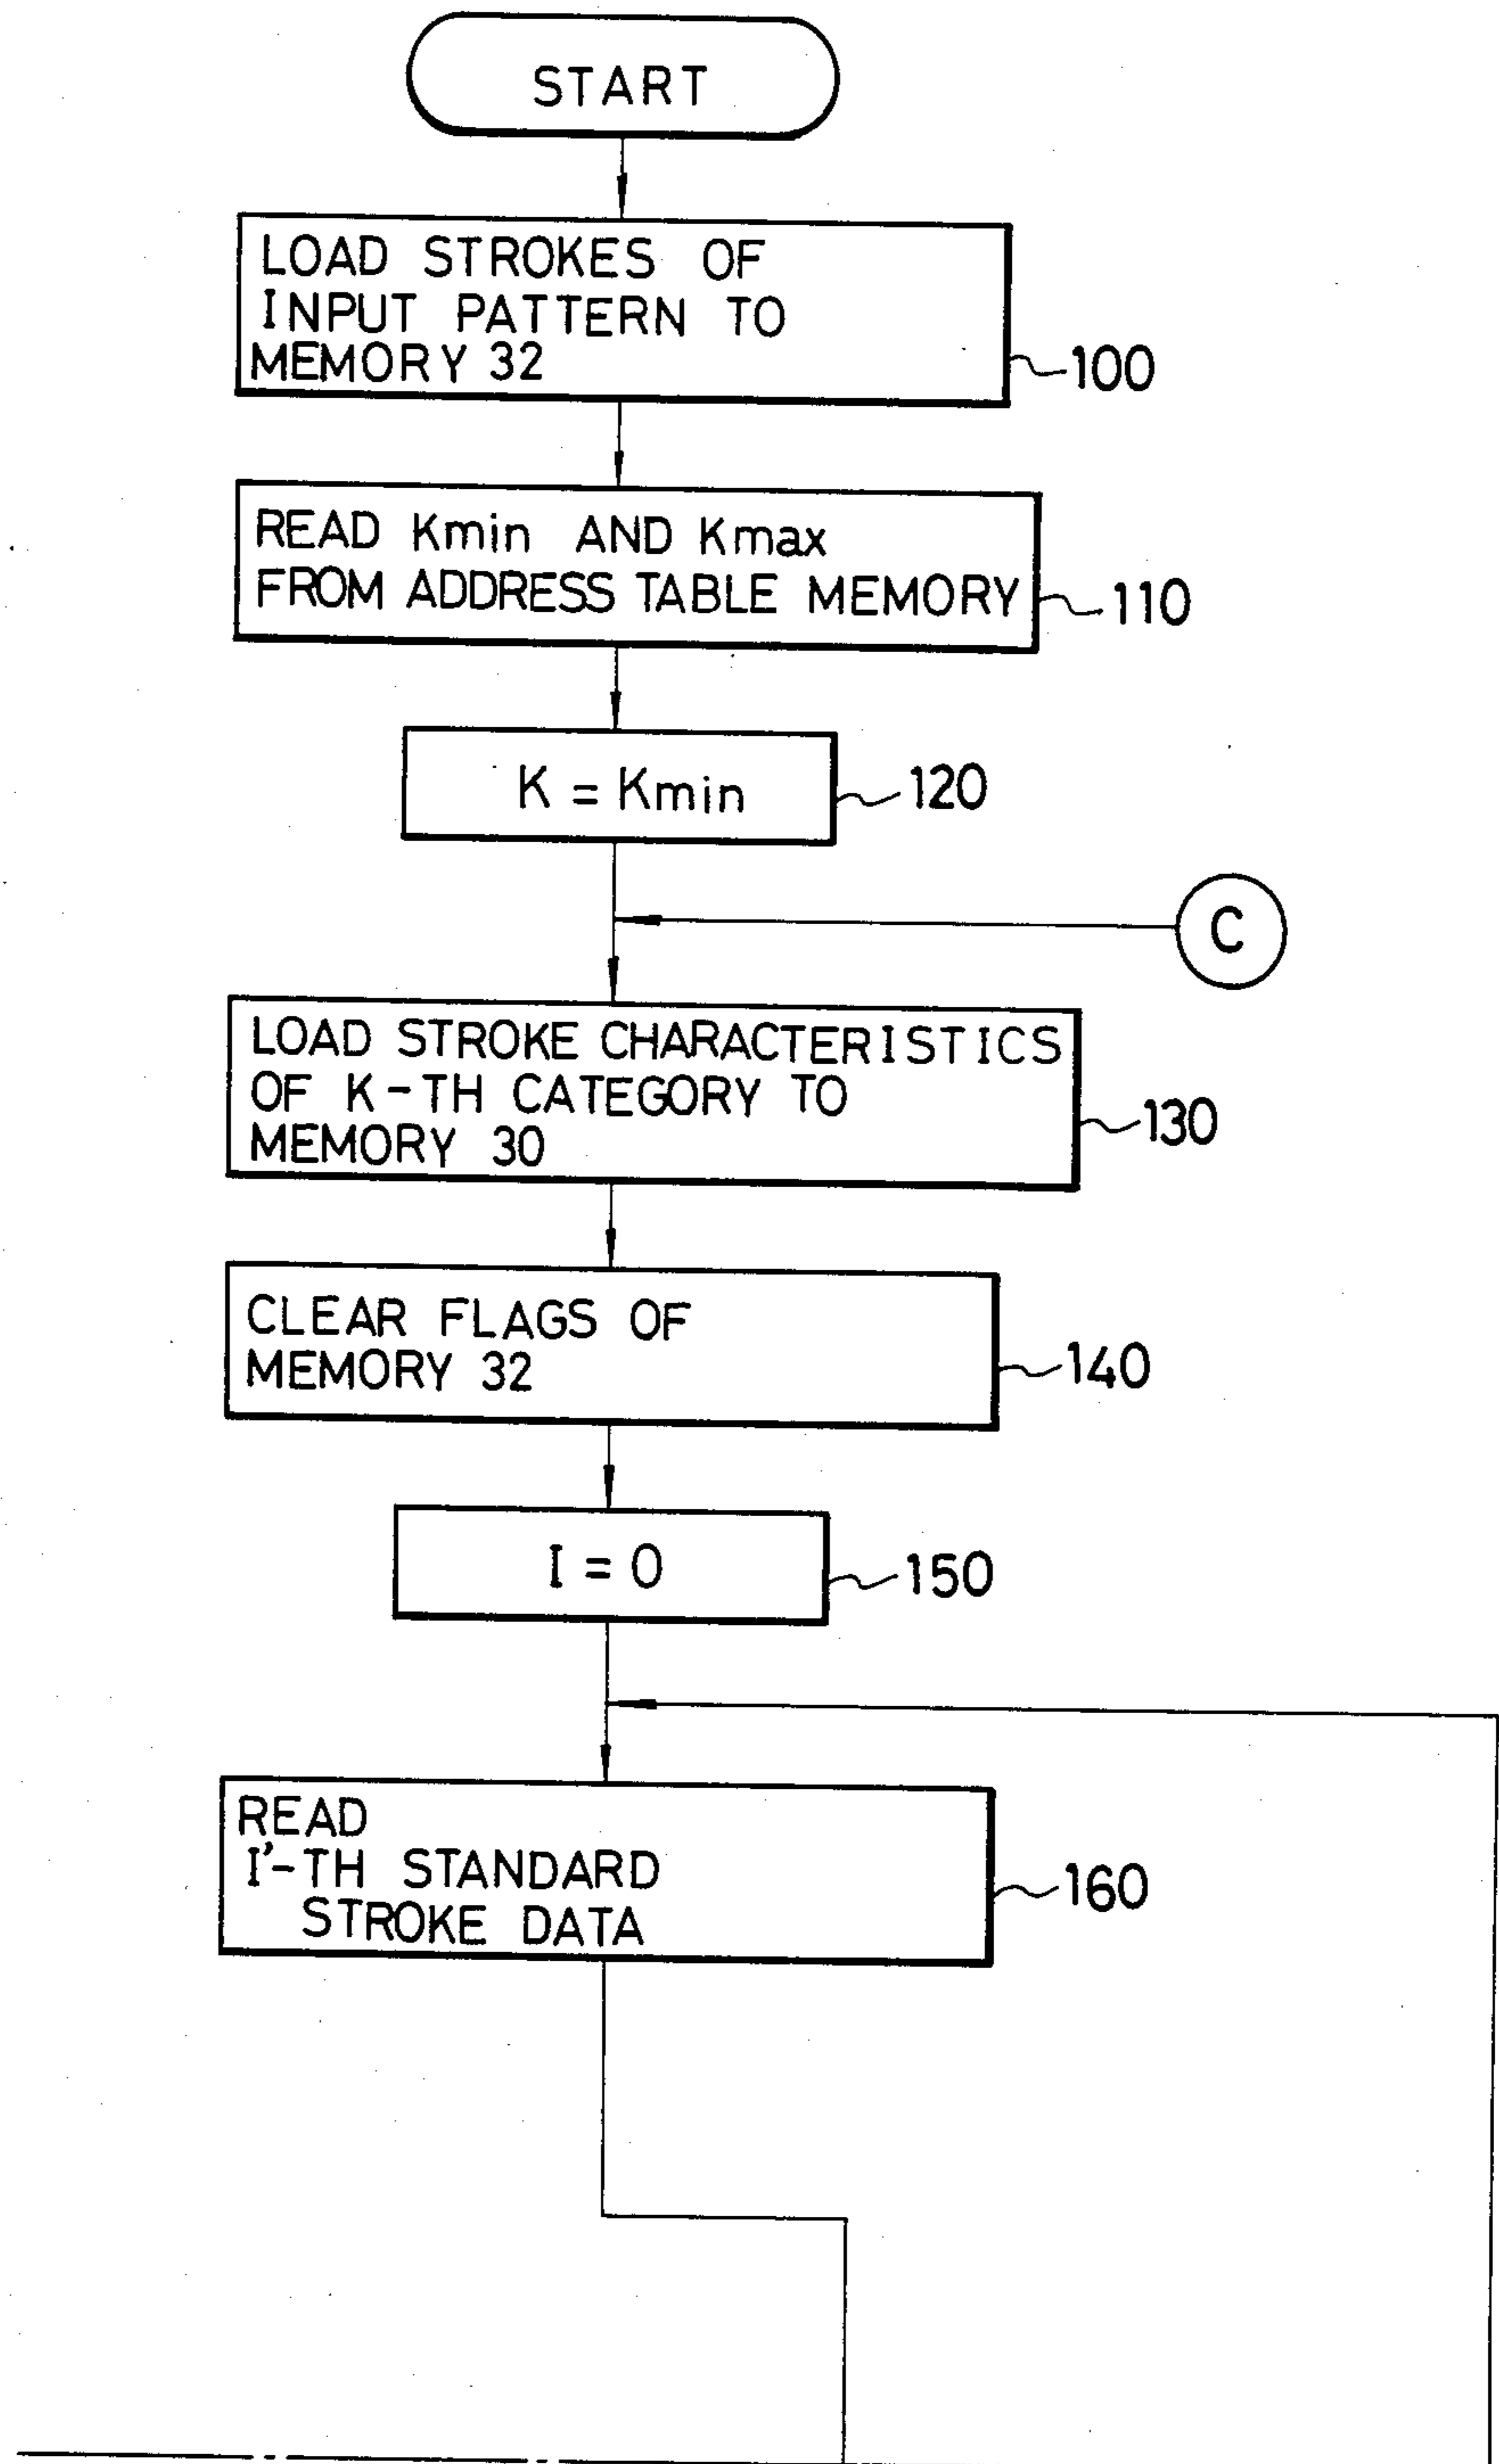 START
LOAD STROKES OF
INPUT PATTERN TO
MEMORY 32
100
READ Kmin AND Kmax
FROM ADDRESS TABLE MEMORY
110
K = Kmin
120
C
LOAD STROKE CHARACTERISTICS
OF K-TH CATEGORY TO
MEMORY 30
130
CLEAR FLAGS OF
MEMORY 32
140
I = 0
150
READ
I'-TH STANDARD
STROKE DATA
160